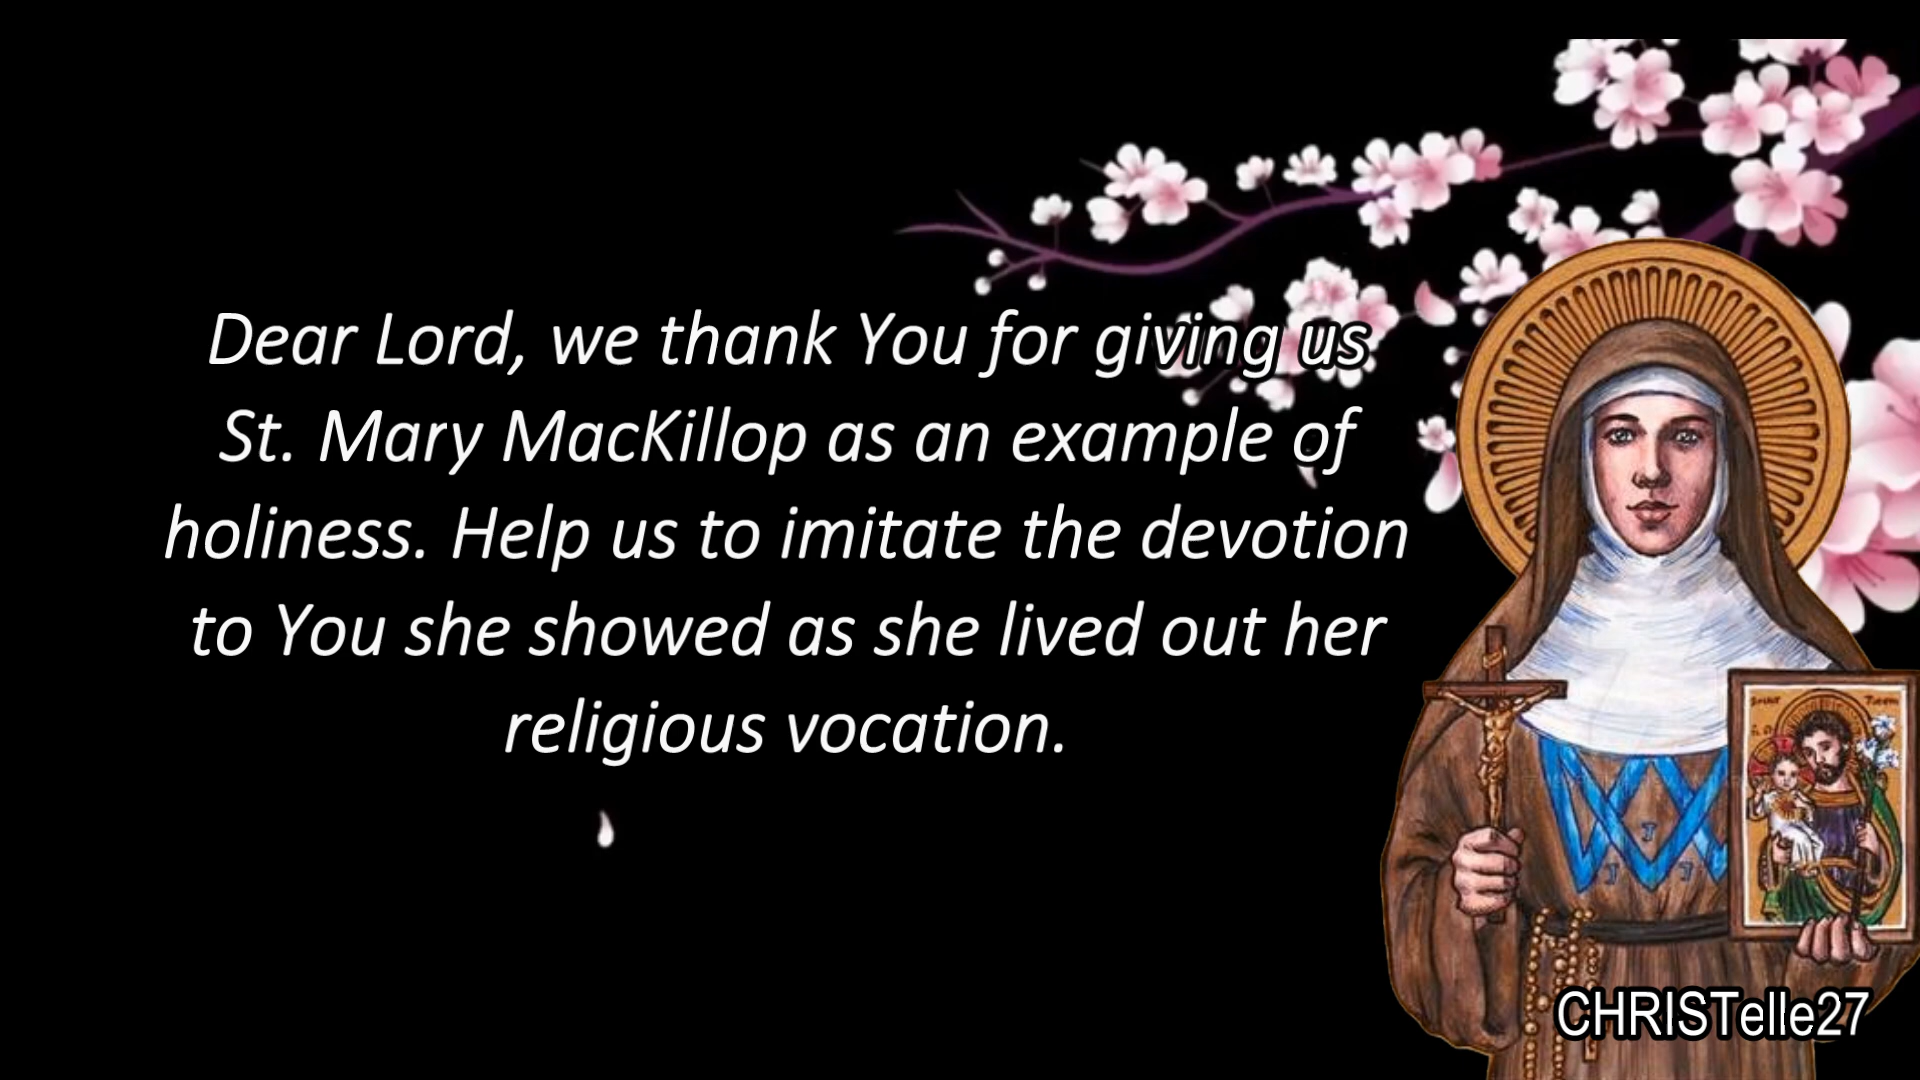 Dear Lord, we thank You for giving us
St. Mary MacKillop as an example of
holiness. Help us to imitate the devotion
to You she showed as she lived out her
religious vocation.
J
J J
CHRISTelle27